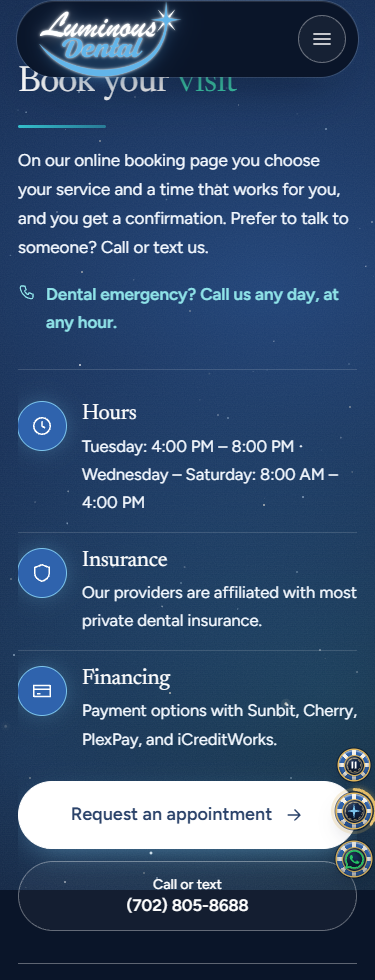 Luminous
Dental
Book your visit
On our online booking page you choose
your service and a time that works for you,
and you get a confirmation. Prefer to talk to
someone? Call or text us.
Dental emergency? Call us any day, at
any hour.
Hours
Tuesday: 4:00 PM – 8:00 PM ·
Wednesday – Saturday: 8:00 AM –
4:00 PM
Insurance
Our providers are affiliated with most
private dental insurance.
Financing
Payment options with Sunbit, Cherry,
PlexPay, and iCreditWorks.
Request an appointment →
Call or text
(702) 805-8688